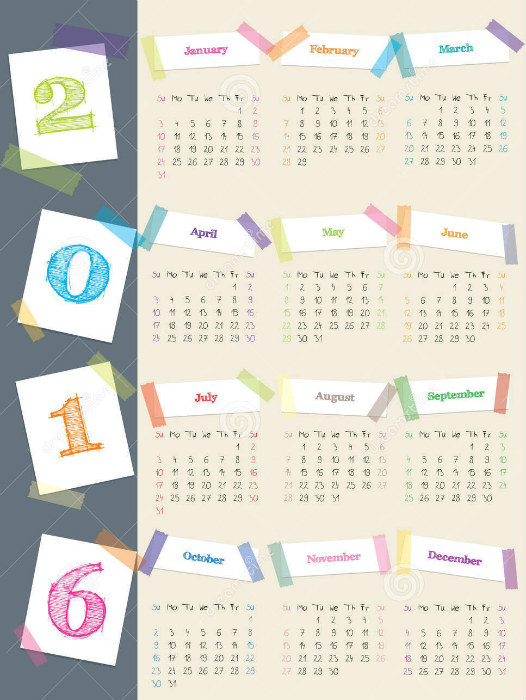 2
0
1
6
January
Su Mo Tu We Th Fr Su
1 2
3 4 5 6 7 8 9
10 11 12 13 14 15 16
17 18 19 20 21 22 23
24 25 26 27 28 29 30
31
February
Su Mo Tu We Th Fr Su
1 2 3 4 5 6
7 8 9 10 11 12 13
14 15 16 17 18 19 20
21 22 23 24 25 26 27
28 29
March
Su Mo Tu We Th Fr Su
1 2 3 4 5
6 7 8 9 10 11 12
13 14 15 16 17 18 19
20 21 22 23 24 25 26
27 28 29 30 31
April
Su Mo Tu We Th Fr Su
1 2
3 4 5 6 7 8 9
10 11 12 13 14 15 16
17 18 19 20 21 22 23
24 25 26 27 28 29 30
May
Su Mo Tu We Th Fr Su
1 2 3 4 5 6 7
8 9 10 11 12 13 14
15 16 17 18 19 20 21
22 23 24 25 26 27 28
29 30 31
June
Su Mo Tu We Th Fr Su
1 2 3 4
5 6 7 8 9 10 11
12 13 14 15 16 17 18
19 20 21 22 23 24 25
26 27 28 29 30
July
Su Mo Tu We Th Fr Su
1 2
3 4 5 6 7 8 9
10 11 12 13 14 15 16
17 18 19 20 21 22 23
24 25 26 27 28 29 30
31
August
Su Mo Tu We Th Fr Su
1 2 3 4 5 6
7 8 9 10 11 12 13
14 15 16 17 18 19 20
21 22 23 24 25 26 27
28 29 30 31
September
Su Mo Tu We Th Fr Su
1 2 3
4 5 6 7 8 9 10
11 12 13 14 15 16 17
18 19 20 21 22 23 24
25 26 27 28 29 30
October
Su Mo Tu We Th Fr Su
1
2 3 4 5 6 7 8
9 10 11 12 13 14 15
16 17 18 19 20 21 22
23 24 25 26 27 28 29
30 31
November
Su Mo Tu We Th Fr Su
1 2 3 4 5
6 7 8 9 10 11 12
13 14 15 16 17 18 19
20 21 22 23 24 25 26
27 28 29 30
December
Su Mo Tu We Th Fr Su
1 2 3
4 5 6 7 8 9 10
11 12 13 14 15 16 17
18 19 20 21 22 23 24
25 26 27 28 29 30 31